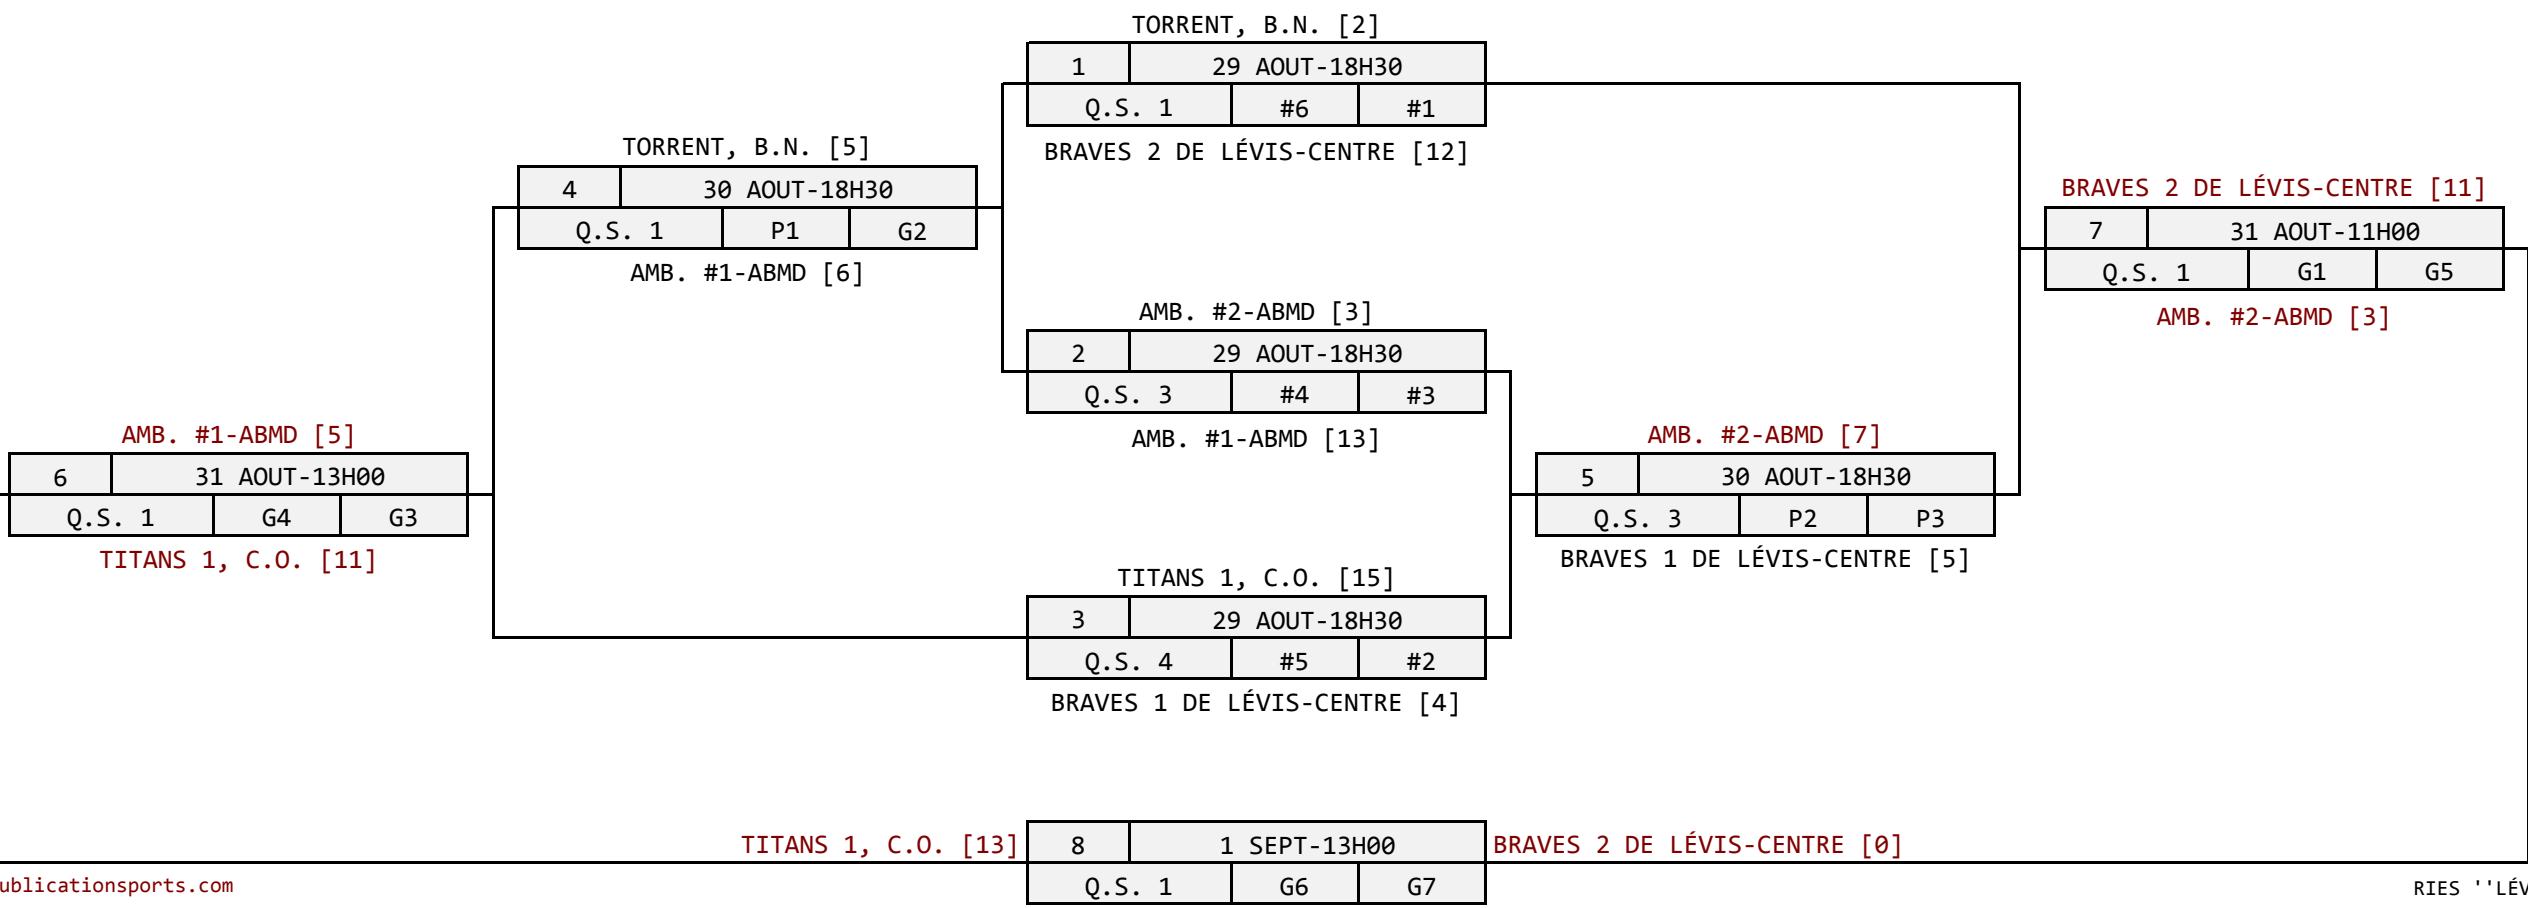 TORRENT, B.N. [2]
1 29 AOUT-18H30
Q.S. 1 #6 #1
BRAVES 2 DE LÉVIS-CENTRE [12]
TORRENT, B.N. [5]
4 30 AOUT-18H30
Q.S. 1 P1 G2
AMB. #1-ABMD [6]
BRAVES 2 DE LÉVIS-CENTRE [11]
7 31 AOUT-11H00
Q.S. 1 G1 G5
AMB. #2-ABMD [3]
AMB. #2-ABMD [3]
2 29 AOUT-18H30
Q.S. 3 #4 #3
AMB. #1-ABMD [13]
AMB. #1-ABMD [5]
6 31 AOUT-13H00
Q.S. 1 G4 G3
TITANS 1, C.O. [11]
AMB. #2-ABMD [7]
5 30 AOUT-18H30
Q.S. 3 P2 P3
BRAVES 1 DE LÉVIS-CENTRE [5]
TITANS 1, C.O. [15]
3 29 AOUT-18H30
Q.S. 4 #5 #2
BRAVES 1 DE LÉVIS-CENTRE [4]
TITANS 1, C.O. [13] 8 1 SEPT-13H00 BRAVES 2 DE LÉVIS-CENTRE [0]
Q.S. 1 G6 G7
ublicationsports.com
RIES ''LÉV